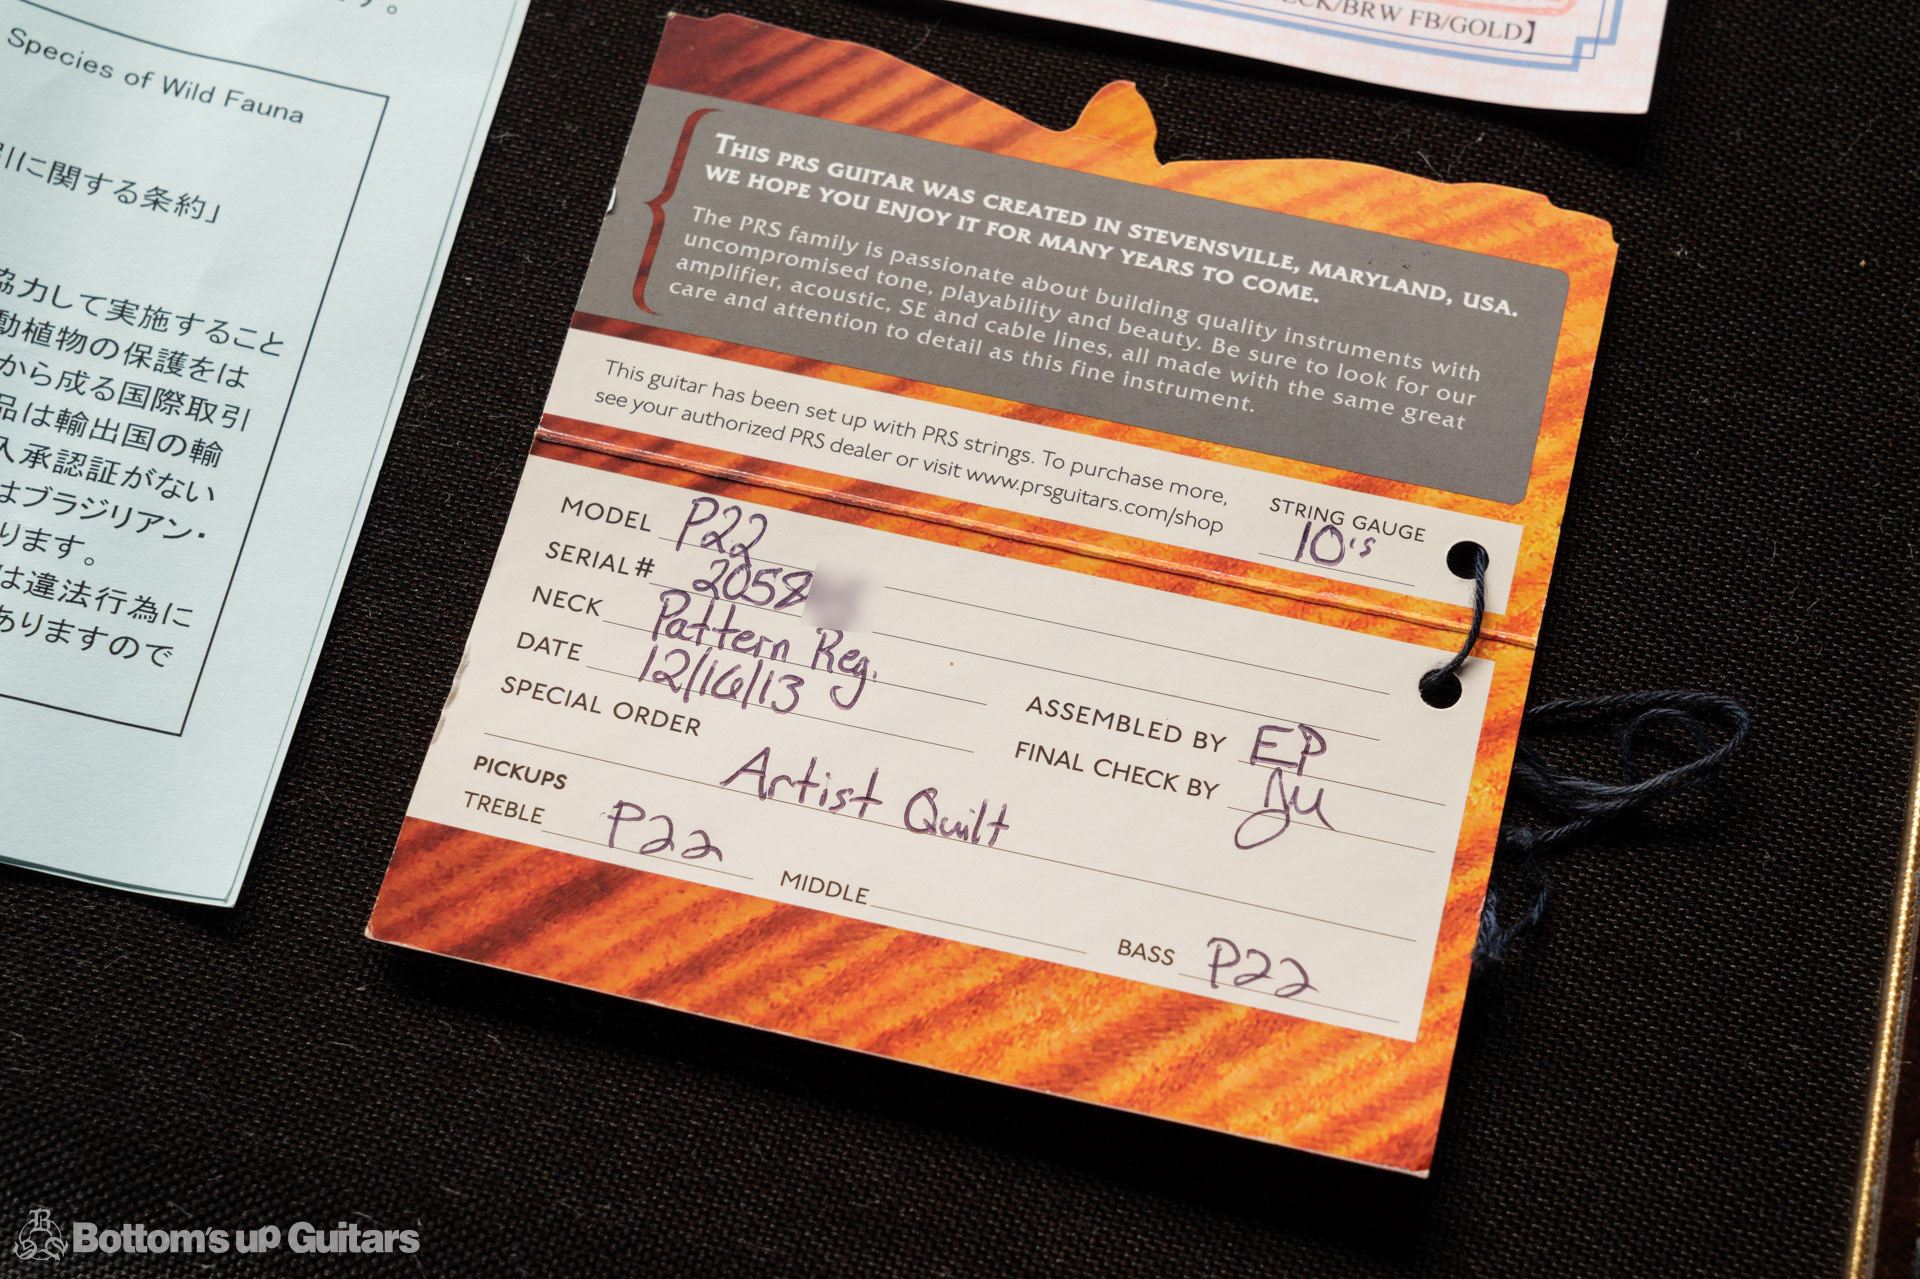 す。
Species of Wild Fauna
引に関する条約」
協力して実施すること
動植物の保護をは
から成る国際取引
品は輸出国の輸
入承認証がない
はブラジリアン・
ります。
は違法行為に
ありますので
ECK/BRW FB/GOLD】
THIS PRS GUITAR WAS CREATED IN STEVENSVILLE, MARYLAND, USA.
WE HOPE YOU ENJOY IT FOR MANY YEARS TO COME.
The PRS family is passionate about building quality instruments with
uncompromised tone, playability and beauty. Be sure to look for our
amplifier, acoustic, SE and cable lines, all made with the same great
care and attention to detail as this fine instrument.
This guitar has been set up with PRS strings. To purchase more,
see your authorized PRS dealer or visit www.prsguitars.com/shop
STRING GAUGE
10's
MODEL P22
SERIAL# 2058
NECK Pattern Reg.
DATE 12/16/13
SPECIAL ORDER
Artist Quilt
ASSEMBLED BY EP
FINAL CHECK BY
PICKUPS
TREBLE P22
MIDDLE
BASS P22
Bottom's up Guitars